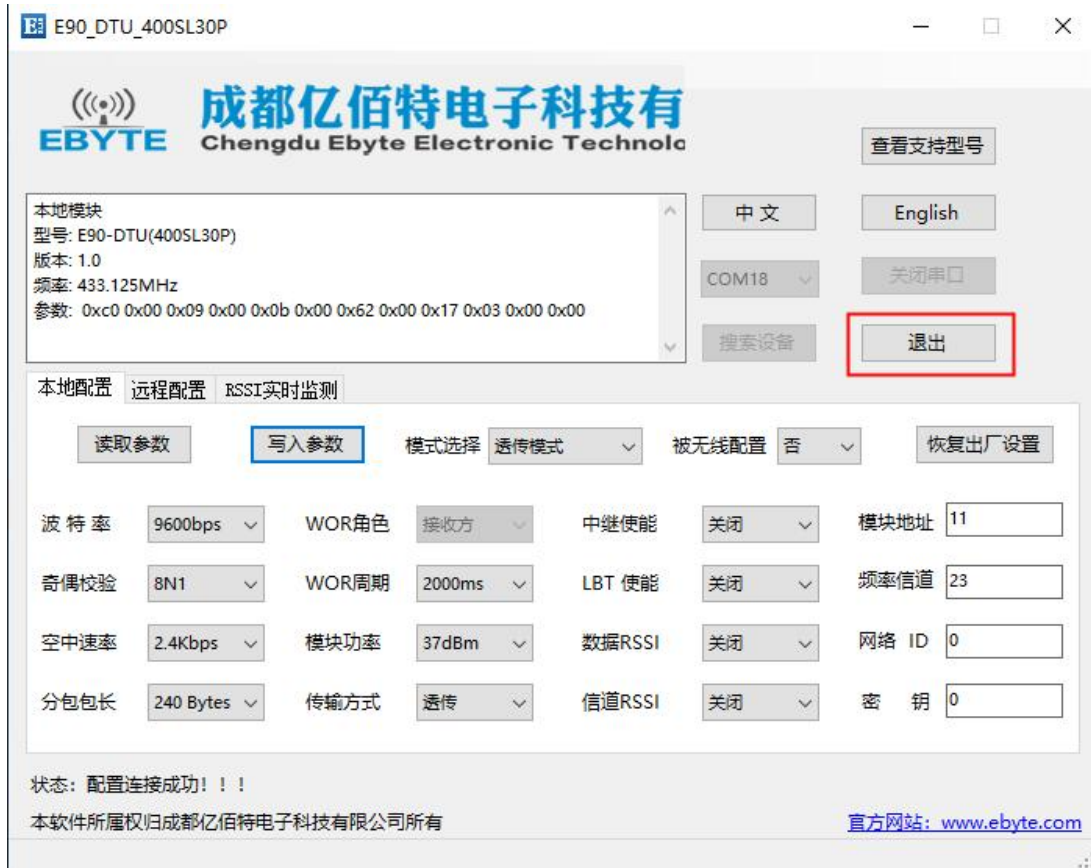 E90_DTU_400SL30P
EBYTE
成都亿佰特电子科技有
Chengdu Ebyte Electronic Technolo
查看支持型号
本地模块
型号: E90-DTU(400SL30P)
版本: 1.0
频率: 433.125MHz
参数: 0xc0 0x00 0x09 0x00 0x0b 0x00 0x62 0x00 0x17 0x03 0x00 0x00
中文 English
COM18 关闭串口
搜索设备 退出
本地配置 远程配置 RSSI实时监测
读取参数 写入参数 模式选择 透传模式 被无线配置 否 恢复出厂设置
波特率 9600bps WOR角色 接收方 中继使能 关闭 模块地址 11
奇偶校验 8N1 WOR周期 2000ms LBT 使能 关闭 频率信道 23
空中速率 2.4Kbps 模块功率 37dBm 数据RSSI 关闭 网络 ID 0
分包包长 240 Bytes 传输方式 透传 信道RSSI 关闭 密 钥 0
状态：配置连接成功！！！
本软件所属权归成都亿佰特电子科技有限公司所有 官方网站：www.ebyte.com